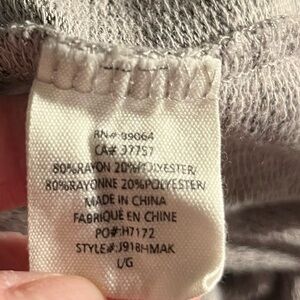 RN# 99064
CA# 37757
80%RAYON 20%POLYESTER/
80%RAYONNE 20%POLYESTER
MADE IN CHINA
FABRIQUE EN CHINE
PO#:H7172
STYLE#:J918HMAK
L/G